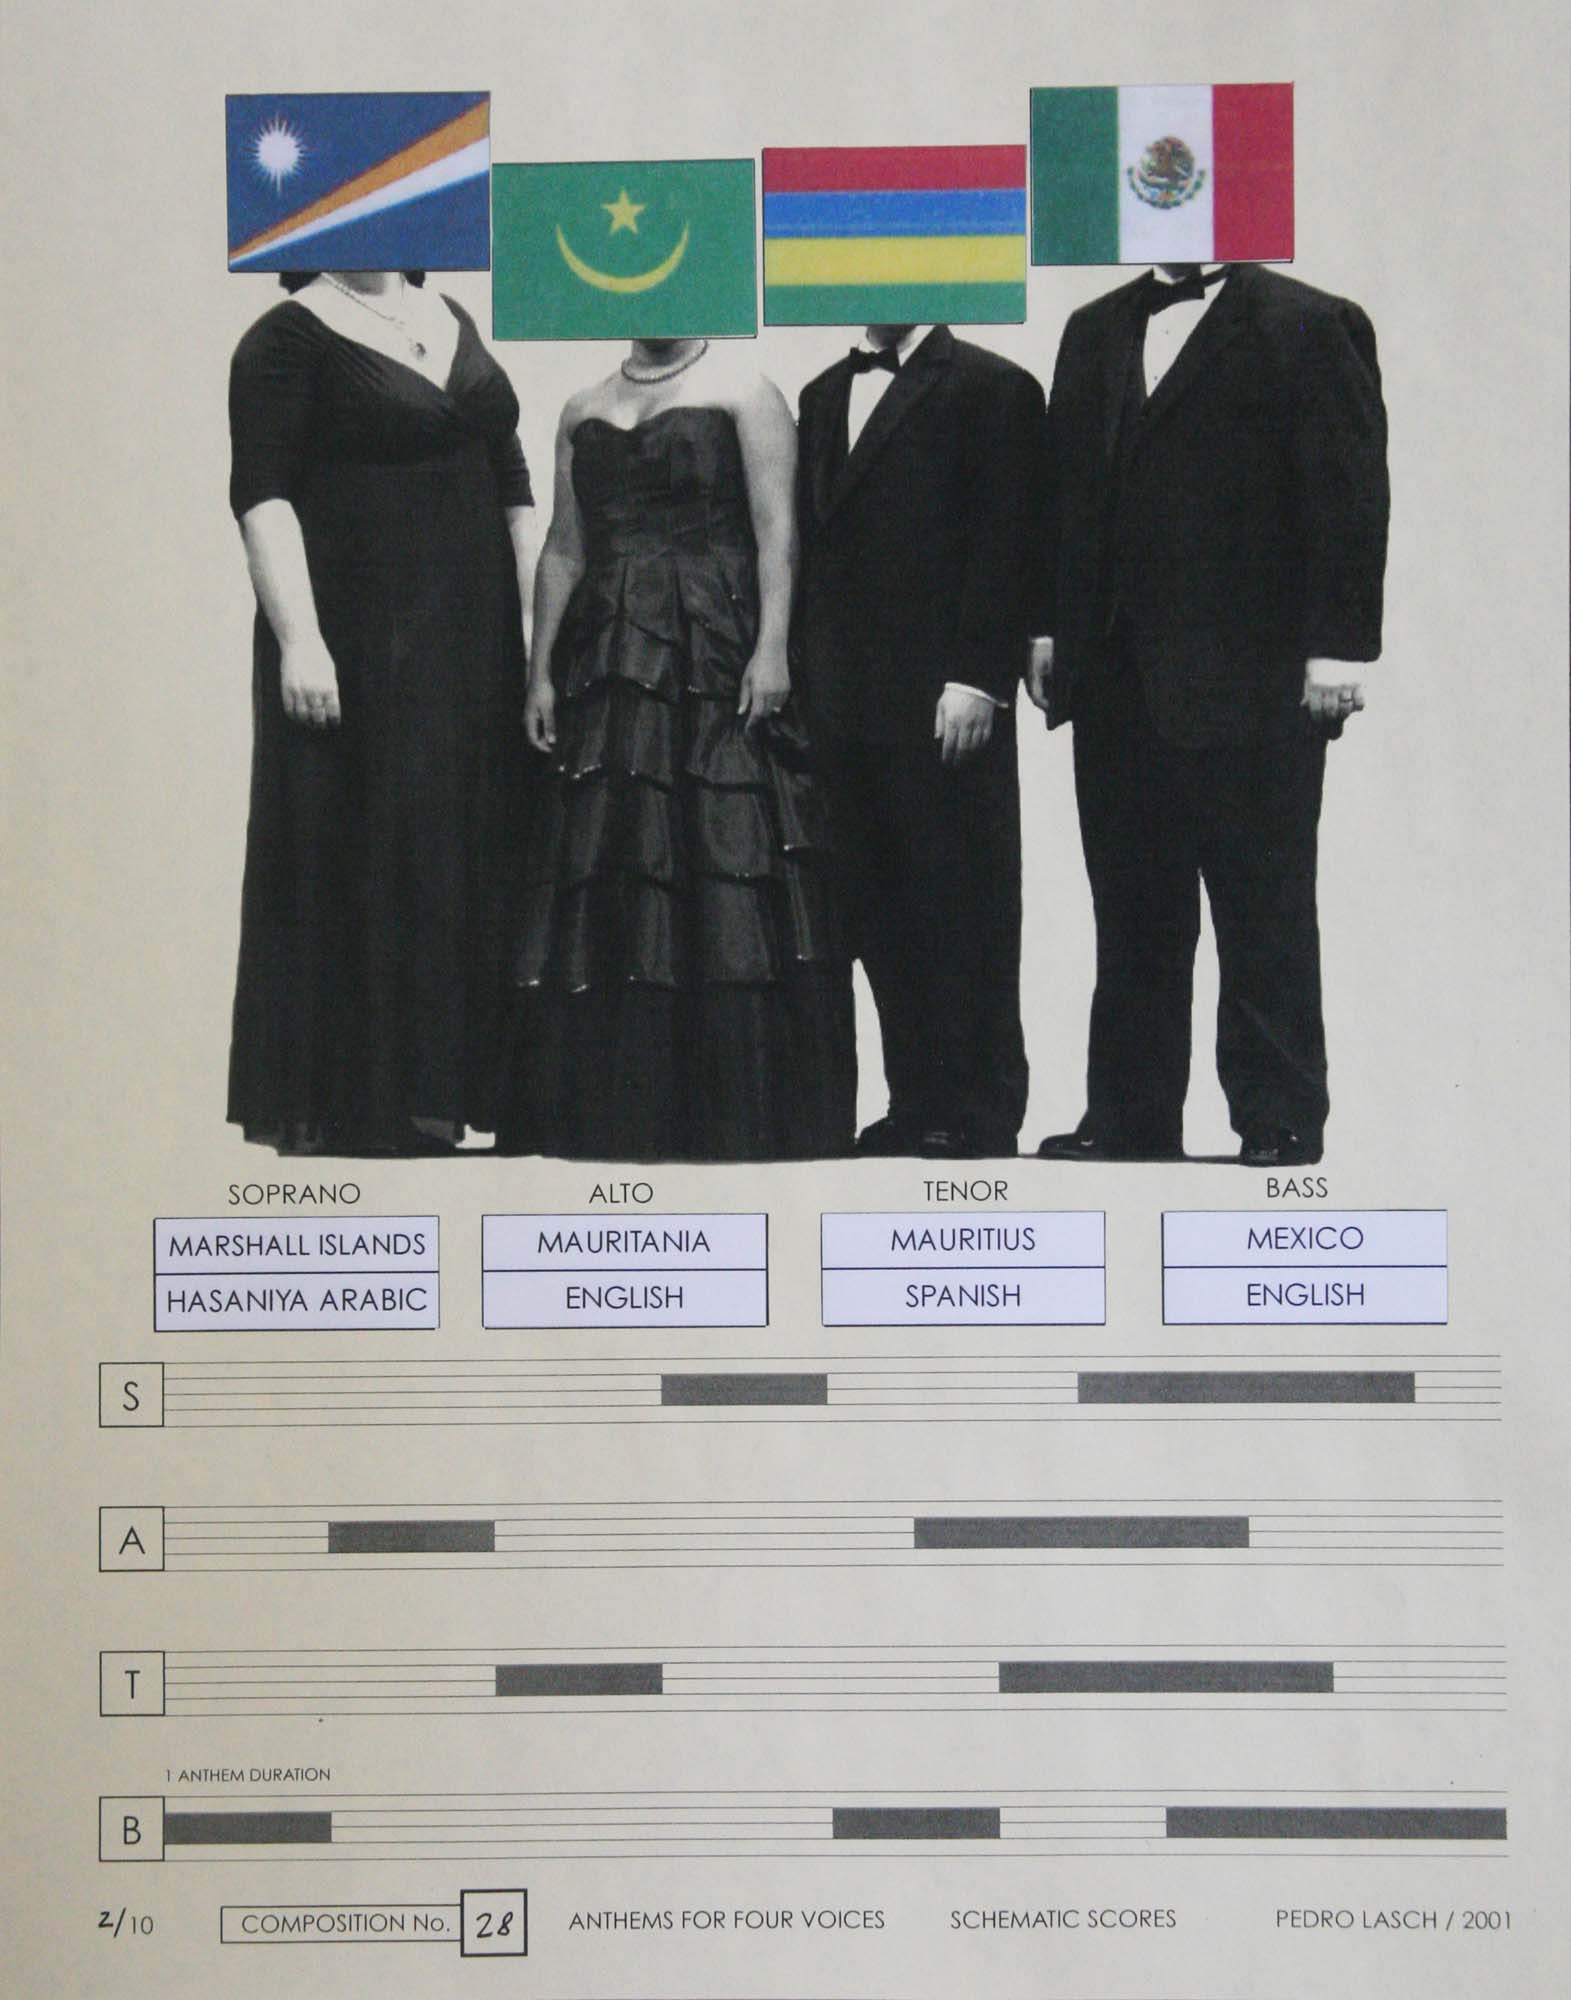 SOPRANO ALTO TENOR BASS
MARSHALL ISLANDS MAURITANIA MAURITIUS MEXICO
HASANIYA ARABIC ENGLISH SPANISH ENGLISH
S
A
T
1 ANTHEM DURATION
B
2/10 COMPOSITION No. 28 ANTHEMS FOR FOUR VOICES SCHEMATIC SCORES PEDRO LASCH / 2001